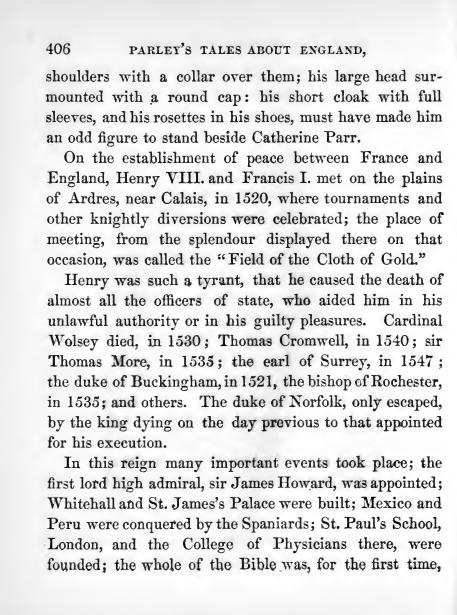 406 PARLEY'S TALES ABOUT ENGLAND,
shoulders with a collar over them; his large head sur-
mounted with a round cap: his short cloak with full
sleeves, and his rosettes in his shoes, must have made him
an odd figure to stand beside Catherine Parr.
On the establishment of peace between France and
England, Henry VIII. and Francis I. met on the plains
of Ardres, near Calais, in 1520, where tournaments and
other knightly diversions were celebrated; the place of
meeting, from the splendour displayed there on that
occasion, was called the "Field of the Cloth of Gold."
Henry was such a tyrant, that he caused the death of
almost all the officers of state, who aided him in his
unlawful authority or in his guilty pleasures. Cardinal
Wolsey died, in 1530; Thomas Cromwell, in 1540; sir
Thomas More, in 1535; the earl of Surrey, in 1547;
the duke of Buckingham, in 1521, the bishop of Rochester,
in 1535; and others. The duke of Norfolk, only escaped,
by the king dying on the day previous to that appointed
for his execution.
In this reign many important events took place; the
first lord high admiral, sir James Howard, was appointed;
Whitehall and St. James's Palace were built; Mexico and
Peru were conquered by the Spaniards; St. Paul's School,
London, and the College of Physicians there, were
founded; the whole of the Bible was, for the first time,